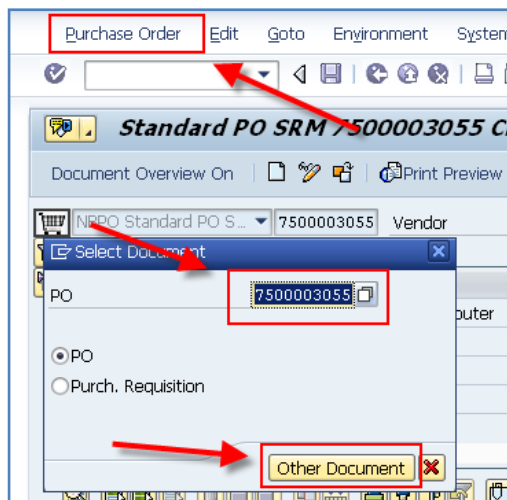 Purchase Order Edit Goto Environment System
Standard PO SRM 7500003055
Document Overview On Print Preview
NRPO Standard PO S... 7500003055 Vendor
Select Document
PO 7500003055
PO
Purch. Requisition
Other Document